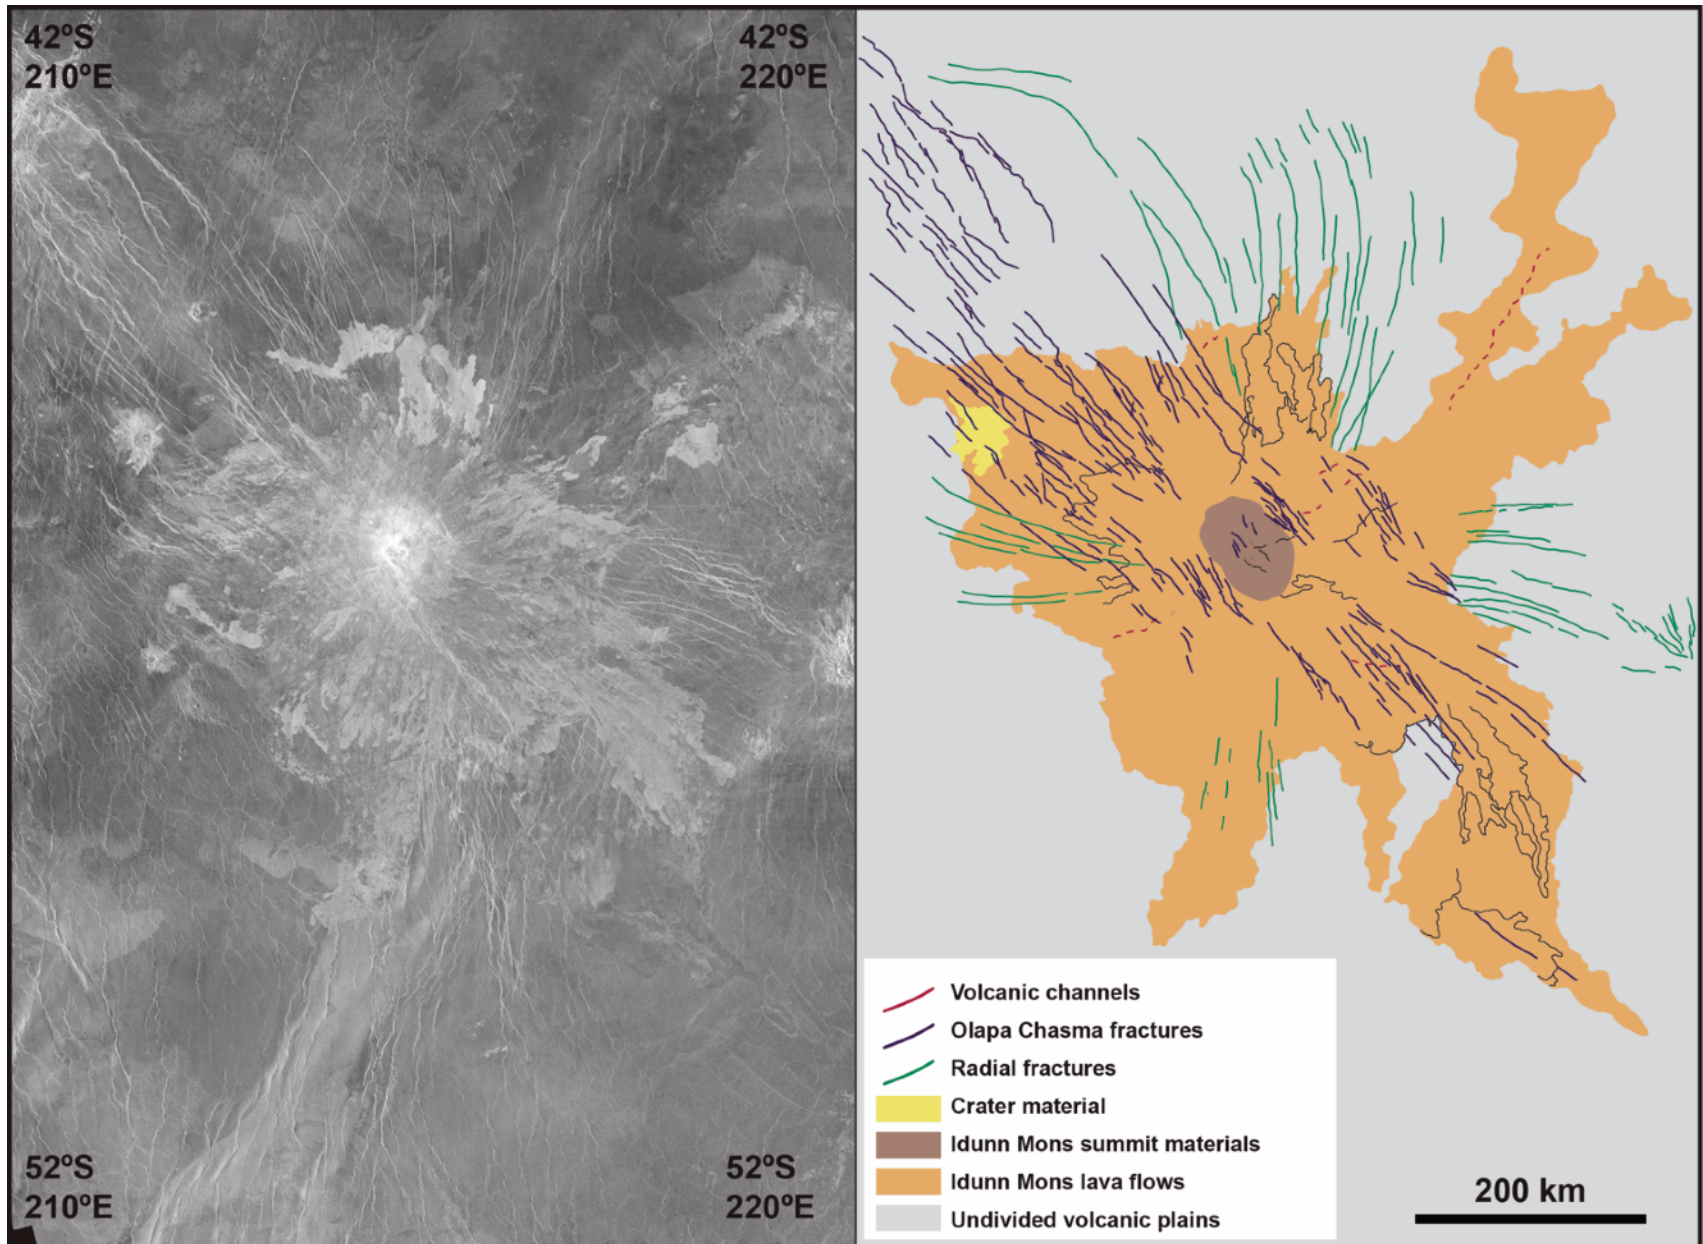 42ºS
210ºE
42ºS
220ºE
52ºS
210ºE
52ºS
220ºE
Volcanic channels
Olapa Chasma fractures
Radial fractures
Crater material
Idunn Mons summit materials
Idunn Mons lava flows
Undivided volcanic plains
200 km